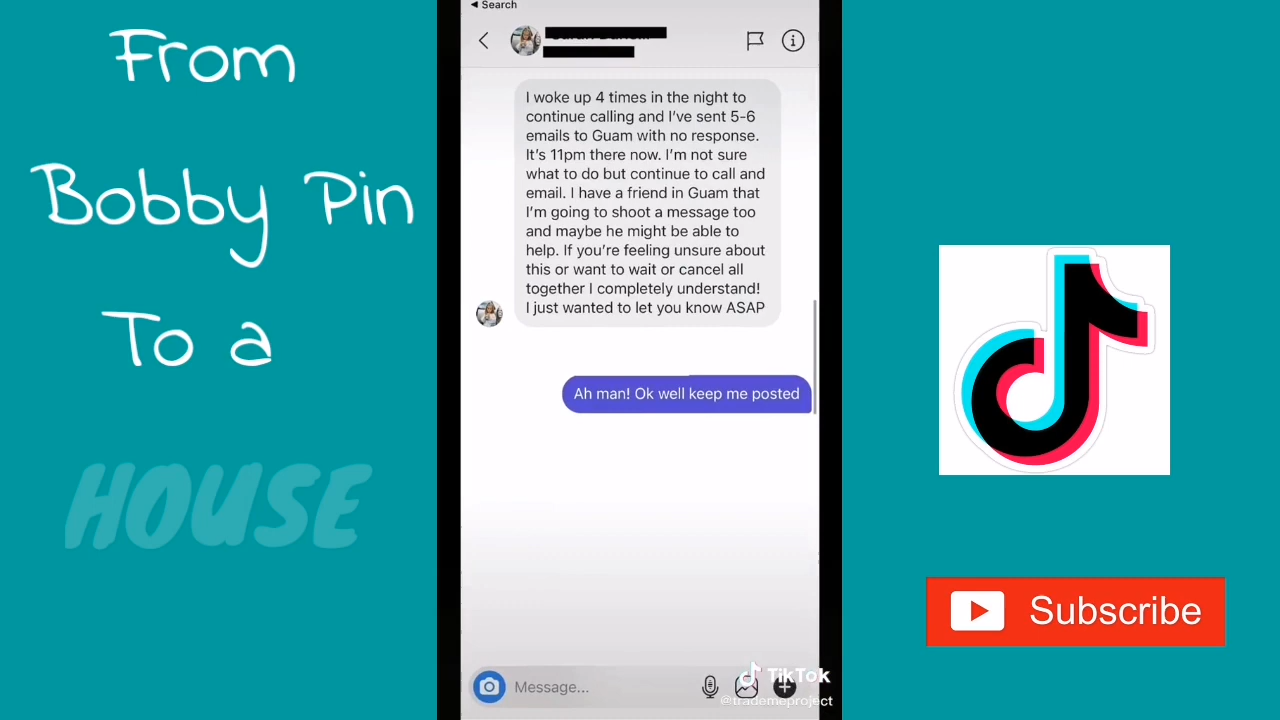 From
Bobby Pin
To a
HOUSE
Search
I woke up 4 times in the night to
continue calling and I've sent 5-6
emails to Guam with no response.
It's 11pm there now. I'm not sure
what to do but continue to call and
email. I have a friend in Guam that
I'm going to shoot a message too
and maybe he might be able to
help. If you're feeling unsure about
this or want to wait or cancel all
together I completely understand!
I just wanted to let you know ASAP
Ah man! Ok well keep me posted
Message...
TikTok
@trademeproject
Subscribe